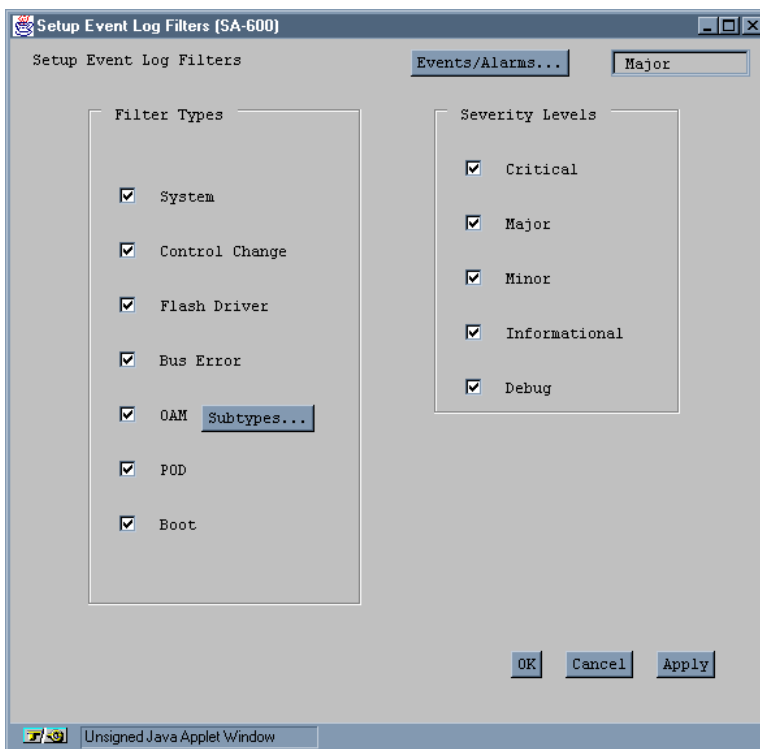 Setup Event Log Filters (SA-600)
Setup Event Log Filters
Events/Alarms...
Major
Filter Types
System
Control Change
Flash Driver
Bus Error
OAM Subtypes...
POD
Boot
Severity Levels
Critical
Major
Minor
Informational
Debug
OK Cancel Apply
Unsigned Java Applet Window